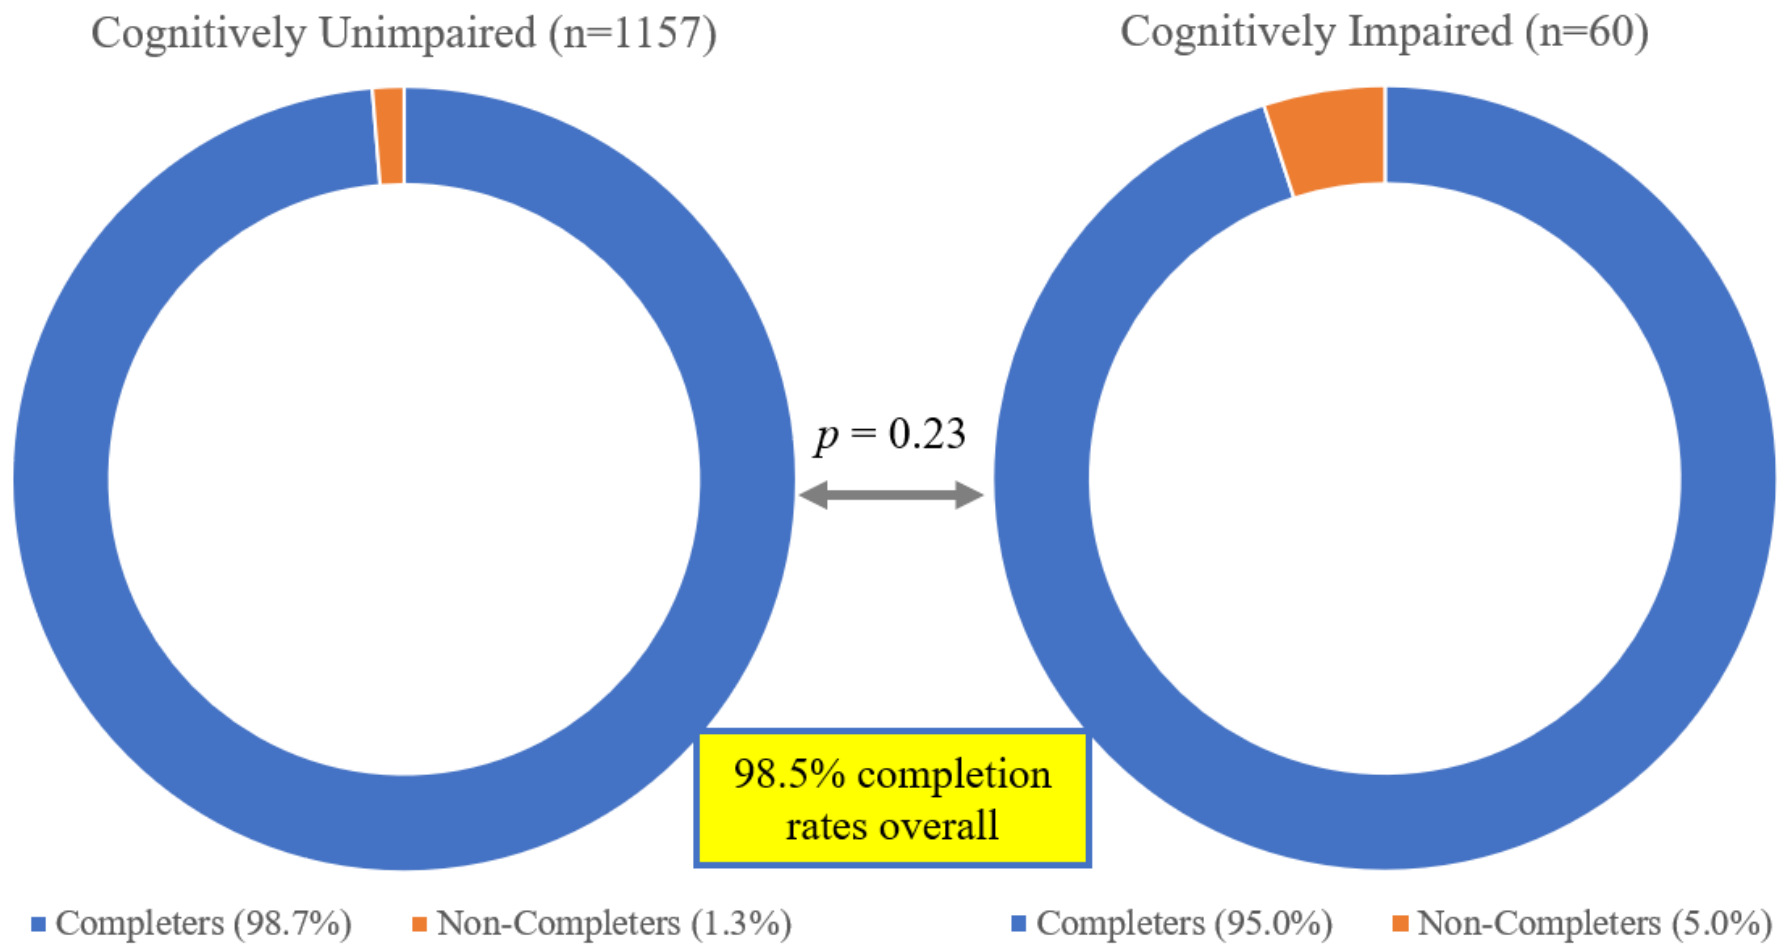 Cognitively Unimpaired (n=1157)
Cognitively Impaired (n=60)
p = 0.23
98.5% completion
rates overall
Completers (98.7%)
Non-Completers (1.3%)
Completers (95.0%)
Non-Completers (5.0%)